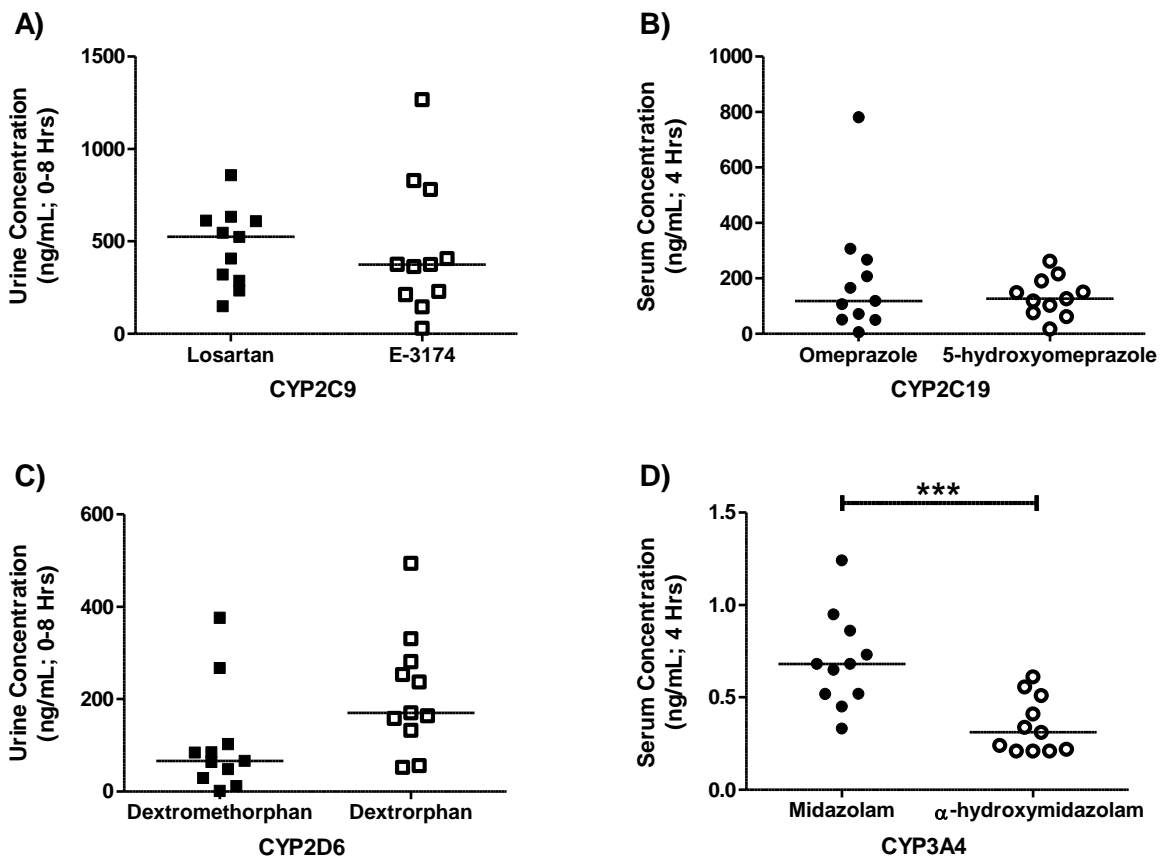 A)
Urine Concentration
(ng/mL; 0-8 Hrs)
1500
1000
500
0
Losartan
E-3174
CYP2C9
B)
Serum Concentration
(ng/mL; 4 Hrs)
1000
800
600
400
200
0
Omeprazole
5-hydroxyomeprazole
CYP2C19
C)
Urine Concentration
(ng/mL; 0-8 Hrs)
600
400
200
0
Dextromethorphan
Dextrorphan
CYP2D6
D)
***
Serum Concentration
(ng/mL; 4 Hrs)
1.5
1.0
0.5
0.0
Midazolam
α-hydroxymidazolam
CYP3A4